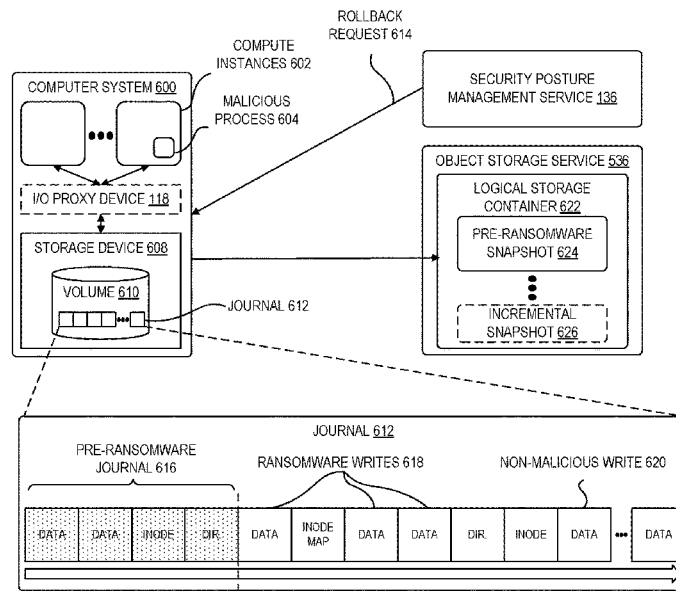 ROLLBACK
REQUEST 614
COMPUTE
INSTANCES 602
COMPUTER SYSTEM 600
MALICIOUS
PROCESS 604
SECURITY POSTURE
MANAGEMENT SERVICE 136
I/O PROXY DEVICE 118
STORAGE DEVICE 608
VOLUME 610
JOURNAL 612
OBJECT STORAGE SERVICE 536
LOGICAL STORAGE
CONTAINER 622
PRE-RANSOMWARE
SNAPSHOT 624
INCREMENTAL
SNAPSHOT 626
JOURNAL 612
PRE-RANSOMWARE
JOURNAL 616
RANSOMWARE WRITES 618
NON-MALICIOUS WRITE 620
DATA DATA INODE DIR. DATA INODE MAP DATA DATA DIR. INODE DATA DATA